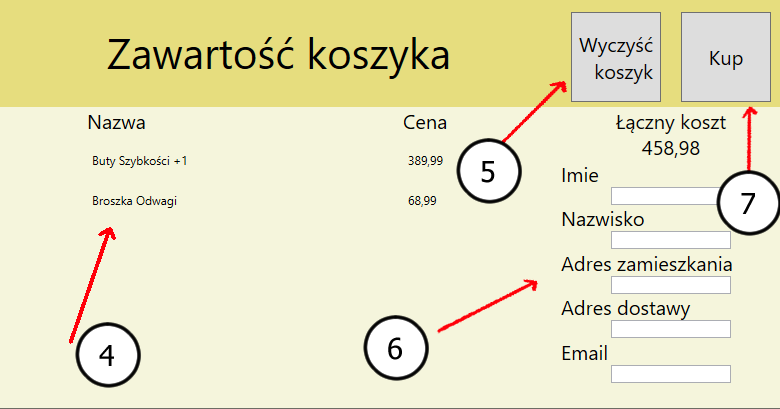 Zawartość koszyka
Wyczyść
koszyk
Kup
Nazwa
Cena
Łączny koszt
458,98
Buty Szybkości +1
389,99
5
Imie
Broszka Odwagi
68,99
7
Nazwisko
Adres zamieszkania
Adres dostawy
4
6
Email